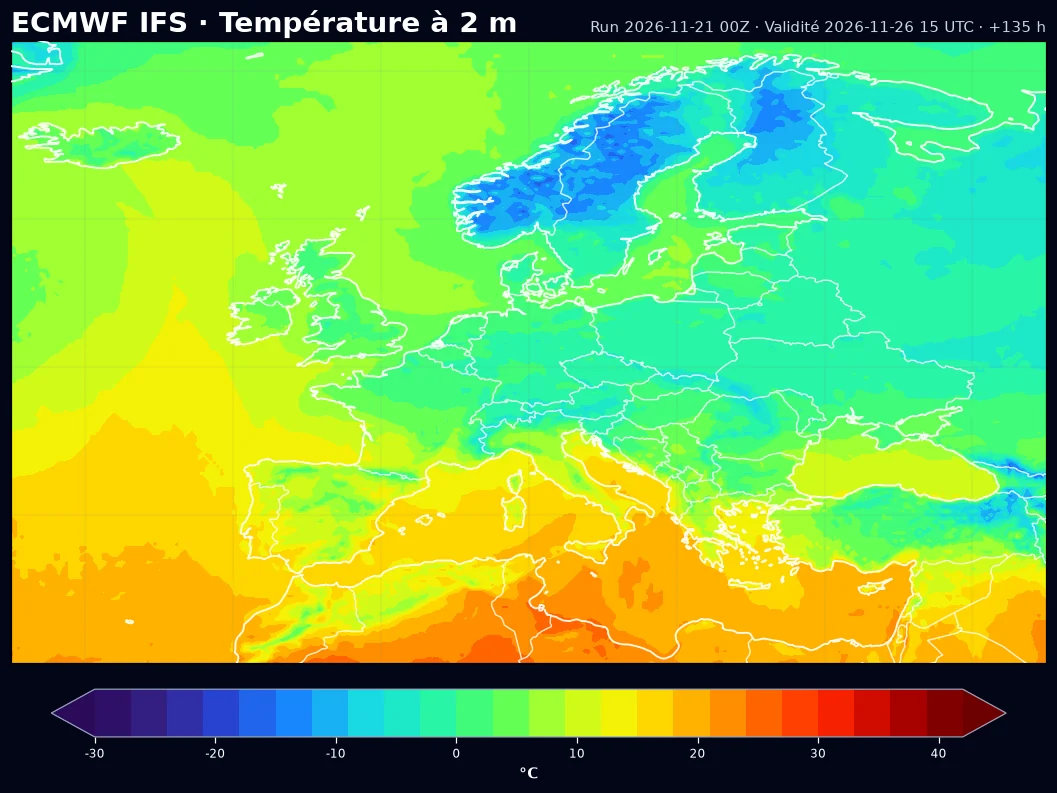 ECMWF IFS · Température à 2 m
Run 2026-11-21 00Z · Validité 2026-11-26 15 UTC · +135 h
-30 -20 -10 0 10 20 30 40
°C